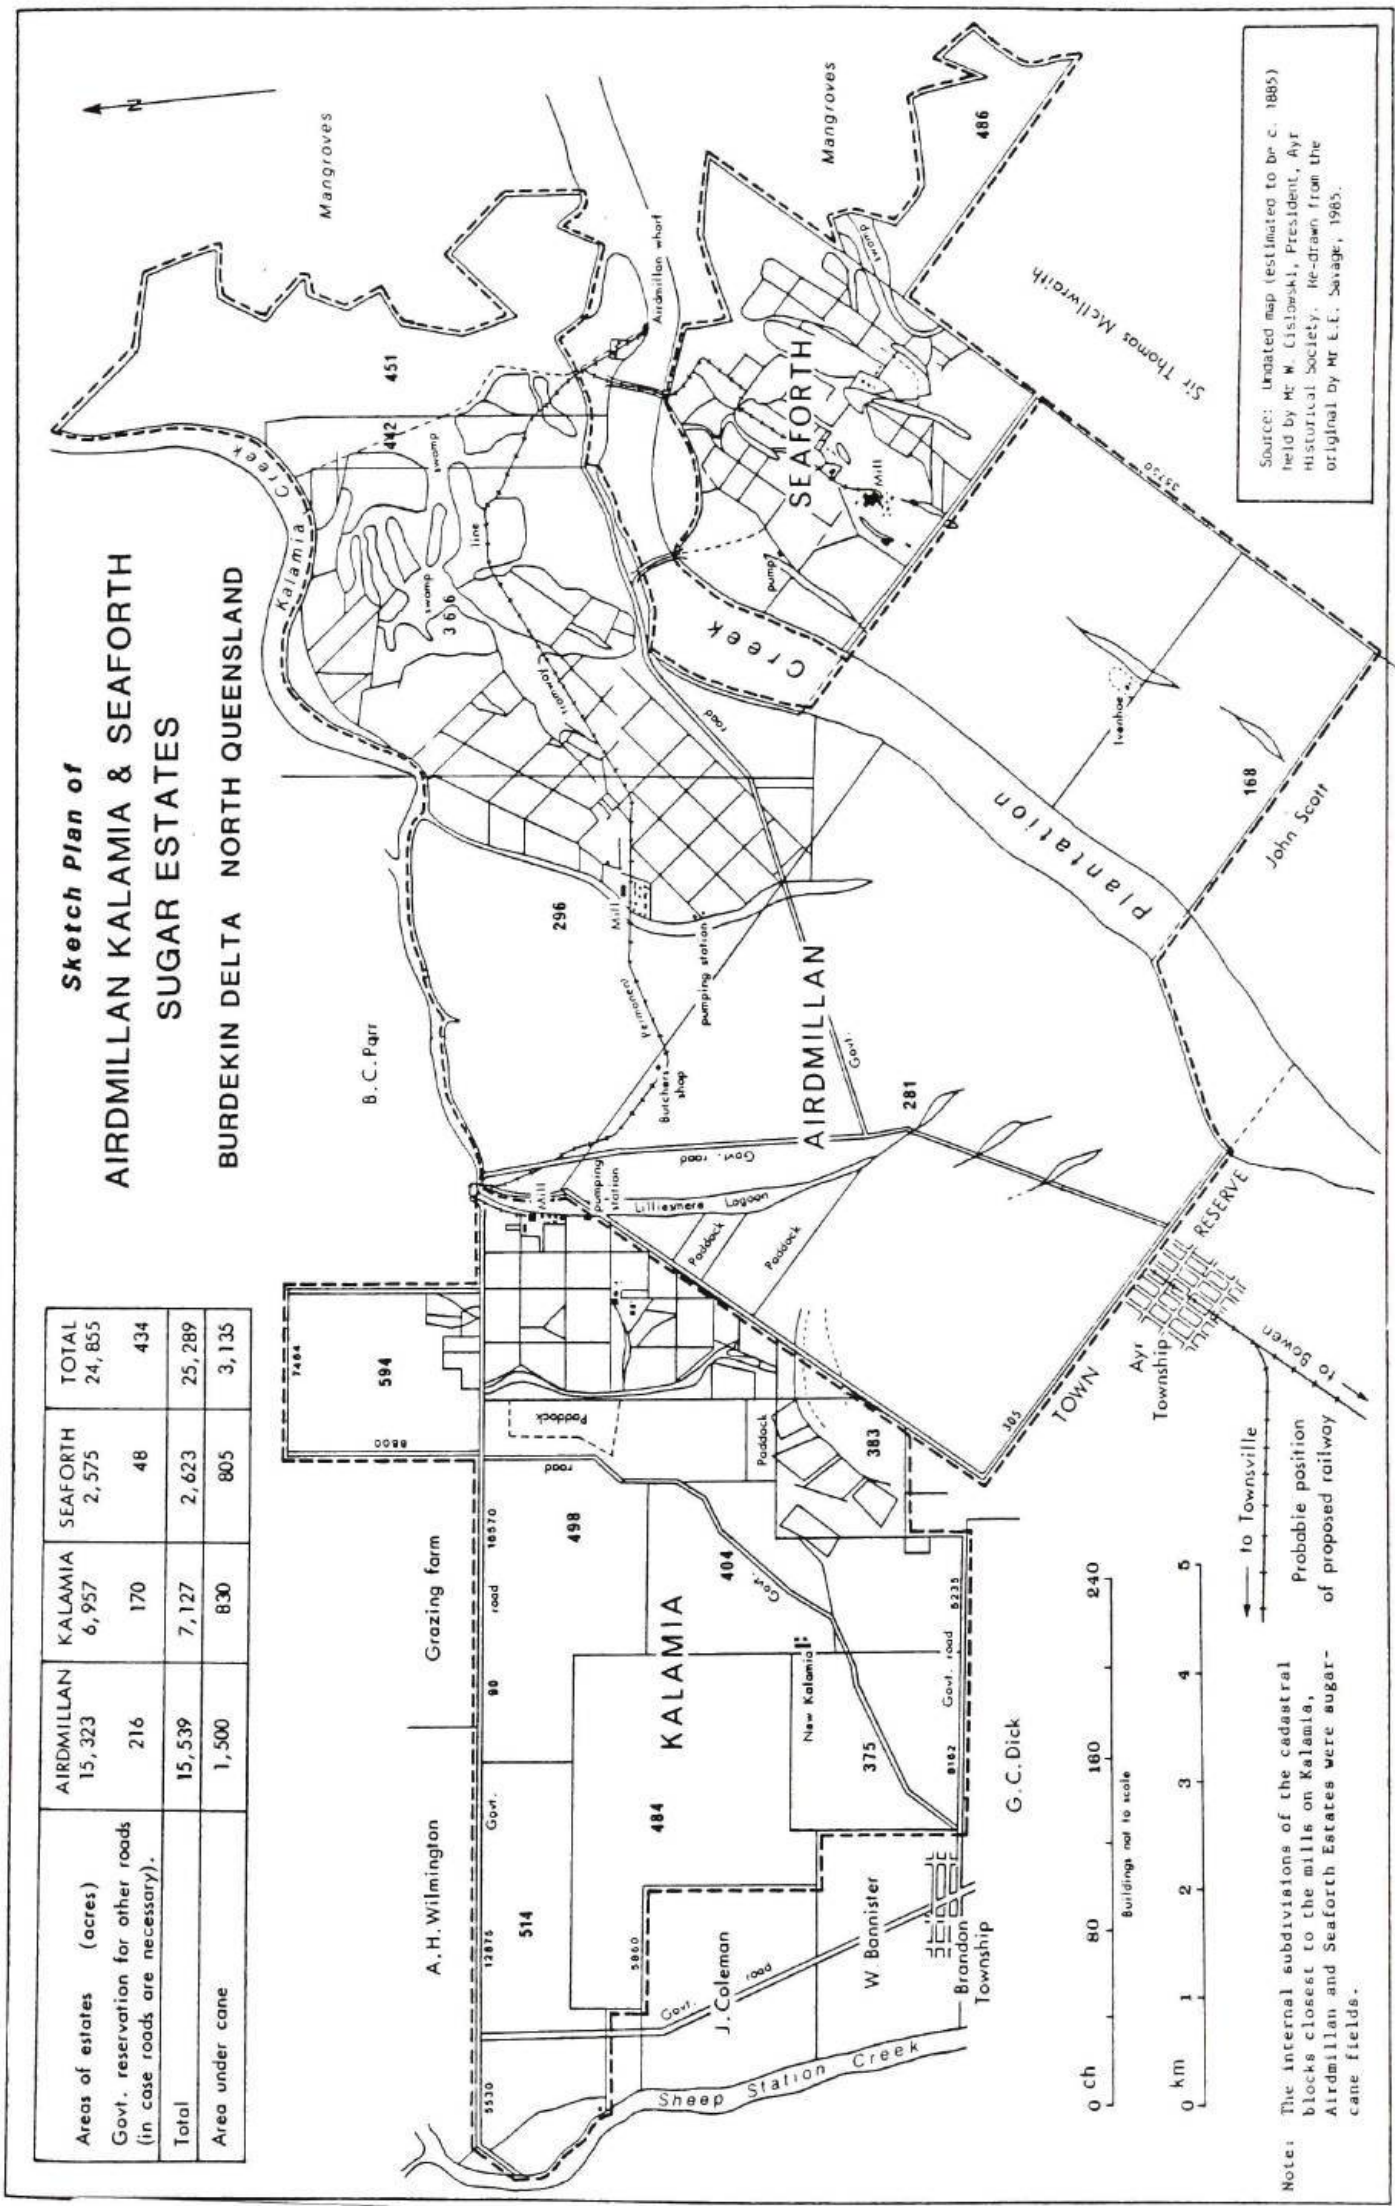 Sketch Plan of
AIRDMILLAN KALAMIA & SEAFORTH
SUGAR ESTATES
BURDEKIN DELTA NORTH QUEENSLAND
AIRDMILLAN KALAMIA SEAFORTH TOTAL
Areas of estates (acres) 15,323 6,957 2,575 24,855
Govt. reservation for other roads 216 170 48 434
(in case roads are necessary).
Total 15,539 7,127 2,623 25,289
Area under cane 1,500 830 805 3,135
N
Mangroves
Mangroves
A.H. Wilmington
Grazing farm
B.C. Parr
7484
8800
594
Kalamia Creek
451
442
swamp
swamp
366
line
tramway
Airdmillan wharf
486
swamp
5530
12875
Govt.
90
road
16570
514
498
road
Paddock
Mill
pumping
station
296
Mill
pumping station
Permanent
Butchers
shop
Govt. road
Lilliesmere Lagoon
Paddock
Paddock
Paddock
SEAFORTH
Mill
pump
Creek
road
5860
484
KALAMIA
404
Govt.
383
AIRDMILLAN
Govt.
281
Sir Thomas McIlwraith
35730
Ivanhoe
168
John Scott
Plantation
J. Coleman
Govt. road
W. Bannister
New Kalamia
375
Govt. road
8162
5235
305
TOWN RESERVE
Ayr
Township
Sheep Station Creek
Brandon
Township
G.C. Dick
to Bowen
to Townsville
Probable position
of proposed railway
0 ch 80 160 240
Buildings not to scale
0 km 1 2 3 4 5
Note: The internal subdivisions of the cadastral
blocks closest to the mills on Kalamia,
Airdmillan and Seaforth Estates were sugar-
cane fields.
Source: Undated map (estimated to be c. 1885)
held by Mr W. Cislowski, President, Ayr
Historical Society. Re-drawn from the
original by Mr E.E. Savage, 1985.